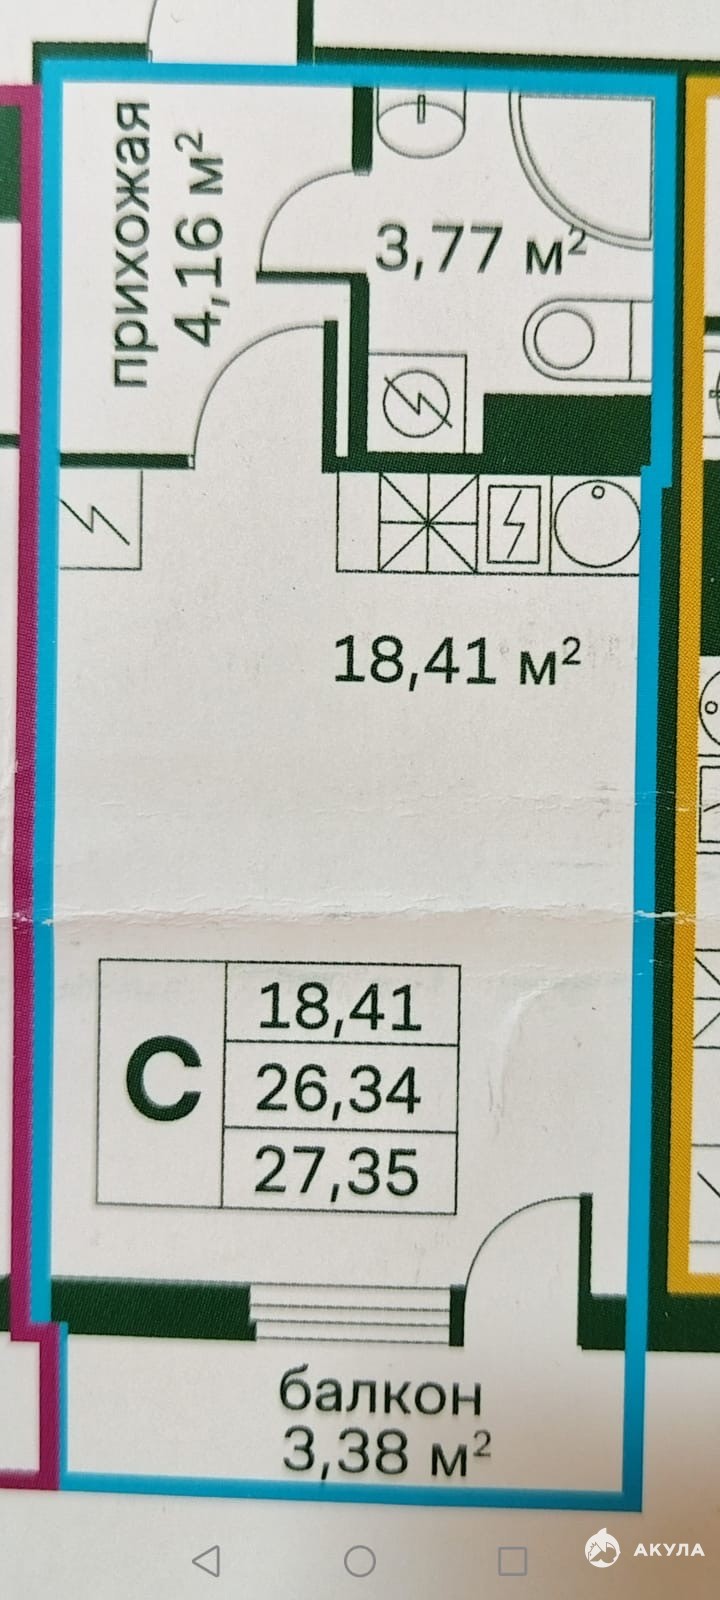 прихожая
4,16 м²
3,77 м²
18,41 м²
С
18,41
26,34
27,35
балкон
3,38 м²
АКУЛА